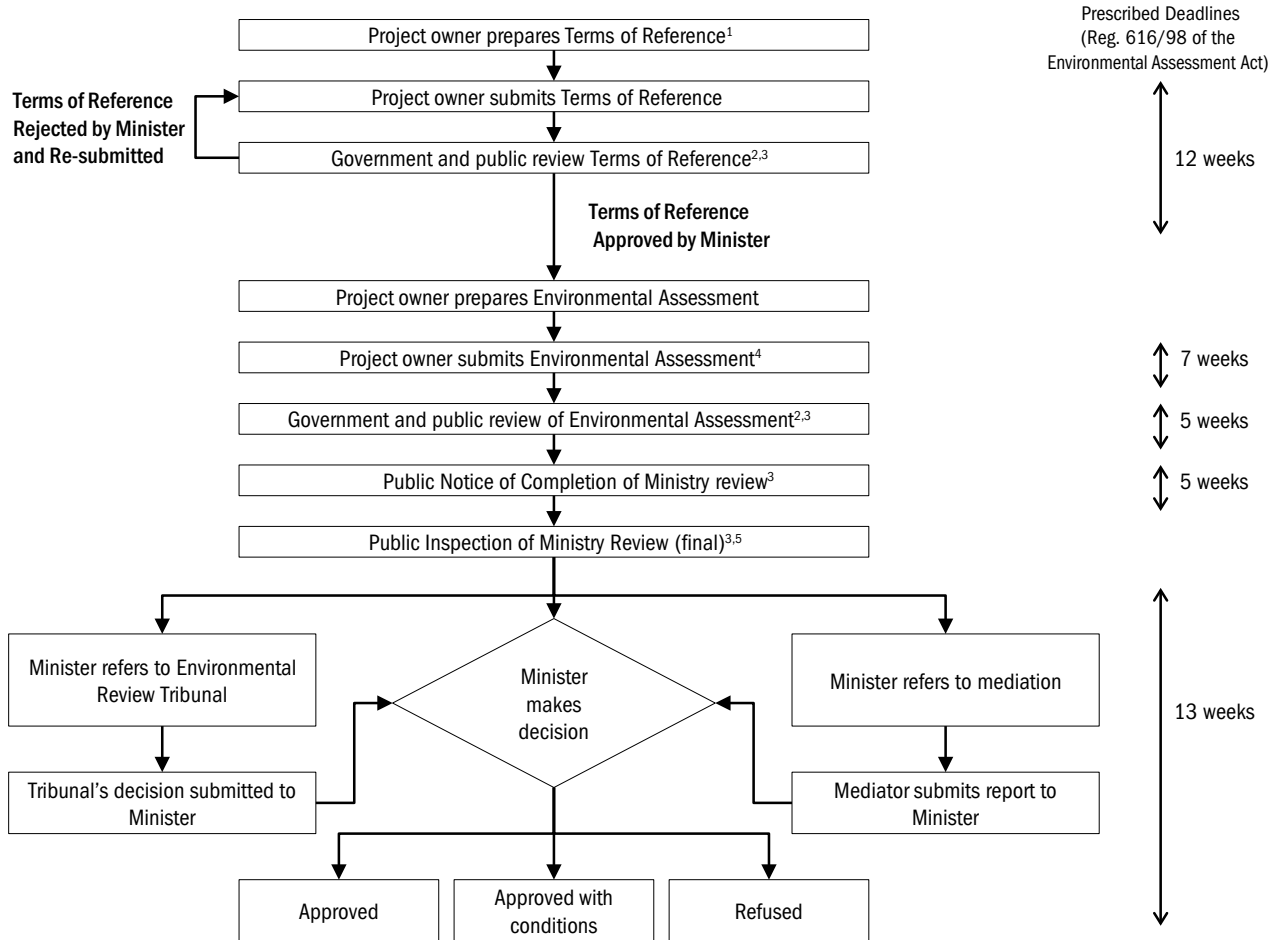 Prescribed Deadlines
(Reg. 616/98 of the
Environmental Assessment Act)
Project owner prepares Terms of Reference1
Terms of Reference
Rejected by Minister
and Re-submitted
Project owner submits Terms of Reference
Government and public review Terms of Reference2,3
12 weeks
Terms of Reference
Approved by Minister
Project owner prepares Environmental Assessment
Project owner submits Environmental Assessment4
7 weeks
Government and public review of Environmental Assessment2,3
5 weeks
Public Notice of Completion of Ministry review3
5 weeks
Public Inspection of Ministry Review (final)3,5
Minister refers to Environmental
Review Tribunal
Minister
makes
decision
Minister refers to mediation
13 weeks
Tribunal's decision submitted to
Minister
Mediator submits report to
Minister
Approved
Approved with
conditions
Refused